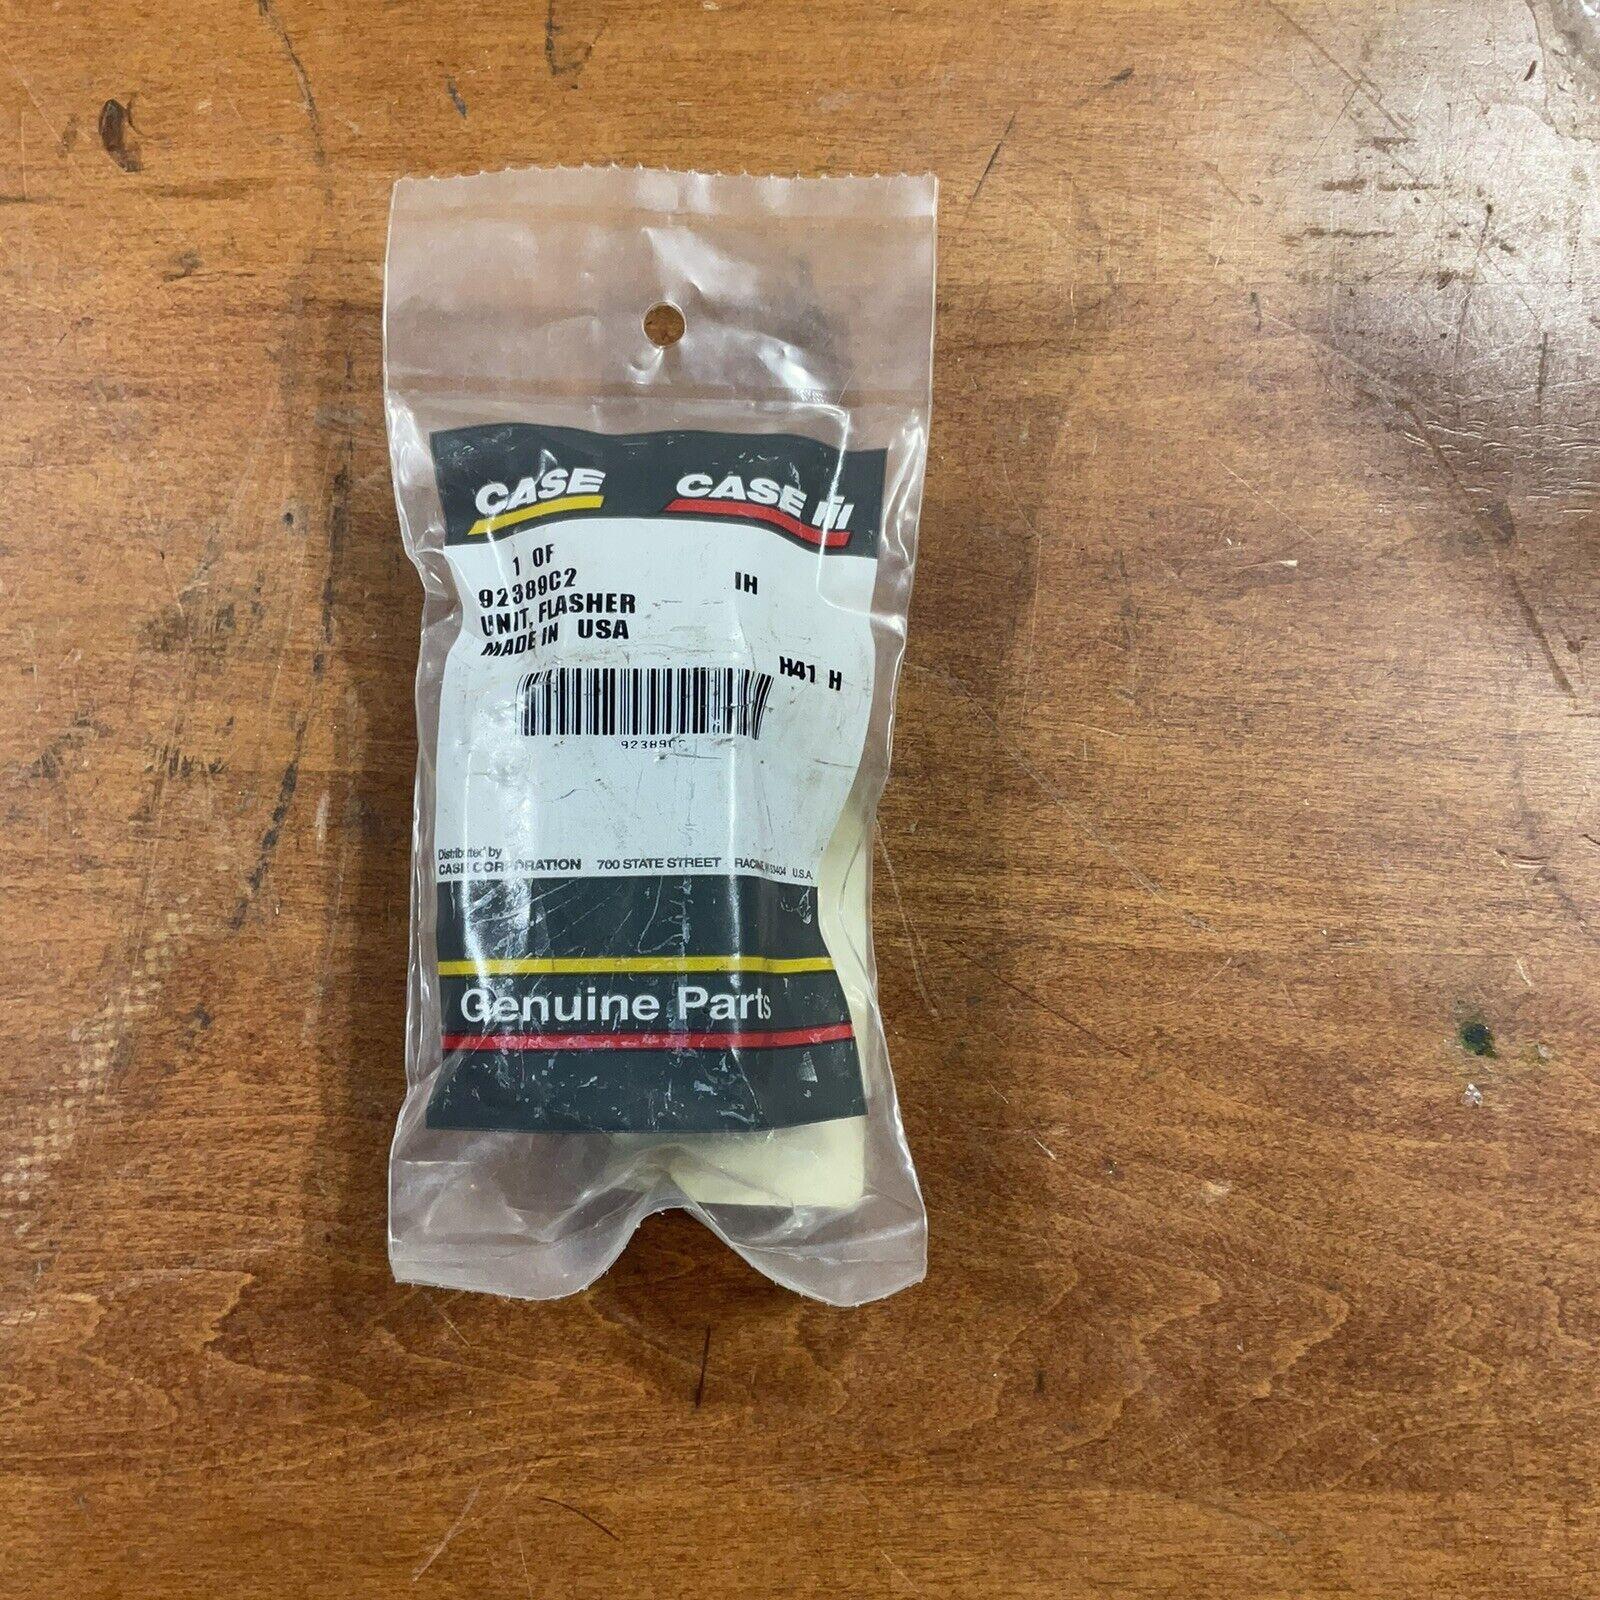 CASE CASE IH
1 OF
92389C2 IH
UNIT, FLASHER
MADE IN USA
H41 H
Distributed by
CASE CORPORATION 700 STATE STREET RACINE, 53404 U.S.A.
Genuine Parts